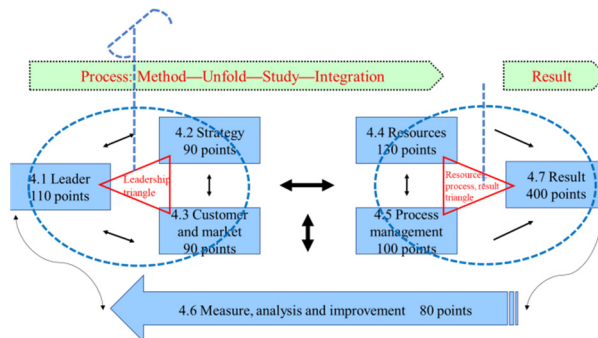 Process: Method—Unfold—Study—Integration
Result
4.2 Strategy
90 points
4.4 Resources
130 points
4.1 Leader
110 points
Leadership
triangle
Resources,
process, result
triangle
4.7 Result
400 points
4.3 Customer
and market
90 points
4.5 Process
management
100 points
4.6 Measure, analysis and improvement 80 points